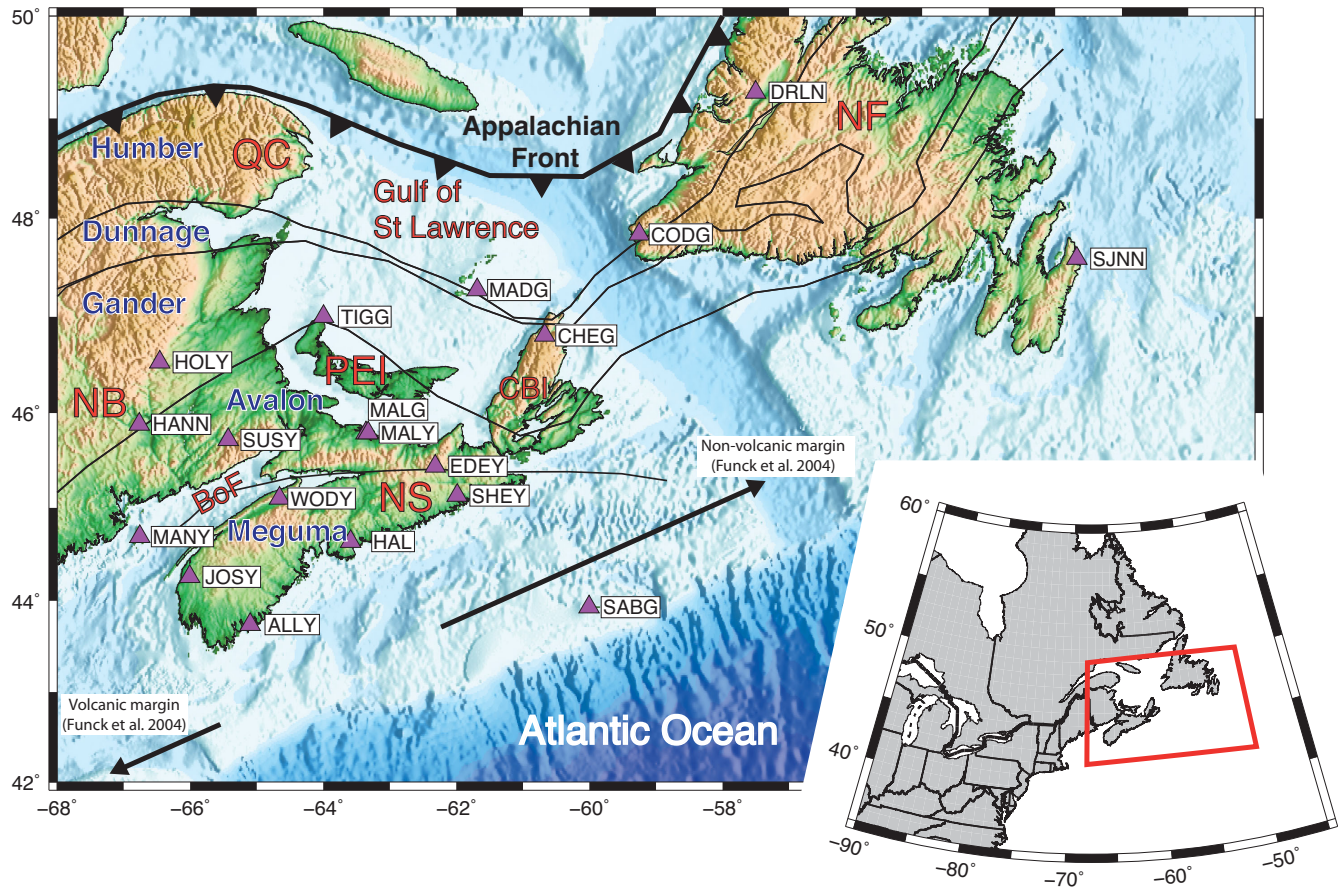 50˚
48˚
46˚
44˚
42˚
−68
−66
−64
−62
−60
−58
Humber
QC
Appalachian
Front
DRLN
NF
Gulf of
St Lawrence
Dunnage
CODG
SJNN
Gander
MADG
TIGG
CHEG
HOLY
PEI
CBI
NB
Avalon
MALG
HANN
MALY
SUSY
Non-volcanic margin
(Funck et al. 2004)
EDEY
BoF
WODY
NS
SHEY
MANY
Meguma
HAL
JOSY
SABG
ALLY
Volcanic margin
(Funck et al. 2004)
Atlantic Ocean
60˚
50˚
40˚
−90˚
−80˚
−70˚
−60˚
−50˚